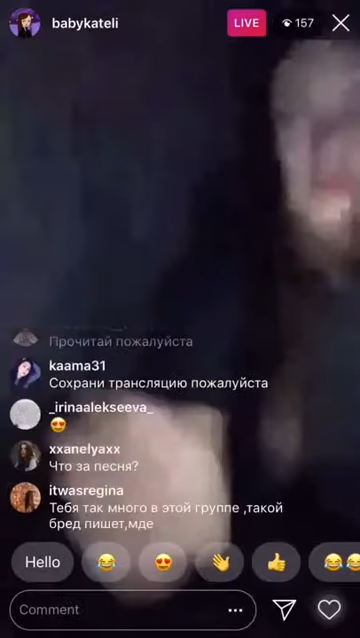 babykateli
LIVE
157
Прочитай пожалуйста
kaama31
Сохрани трансляцию пожалуйста
_irinaalekseeva_
😍
xxanelyaxx
Что за песня?
itwasregina
Тебя так много в этой группе ,такой
бред пишет,мде
Hello 😂 😍 👋 👍 😂😂
Comment